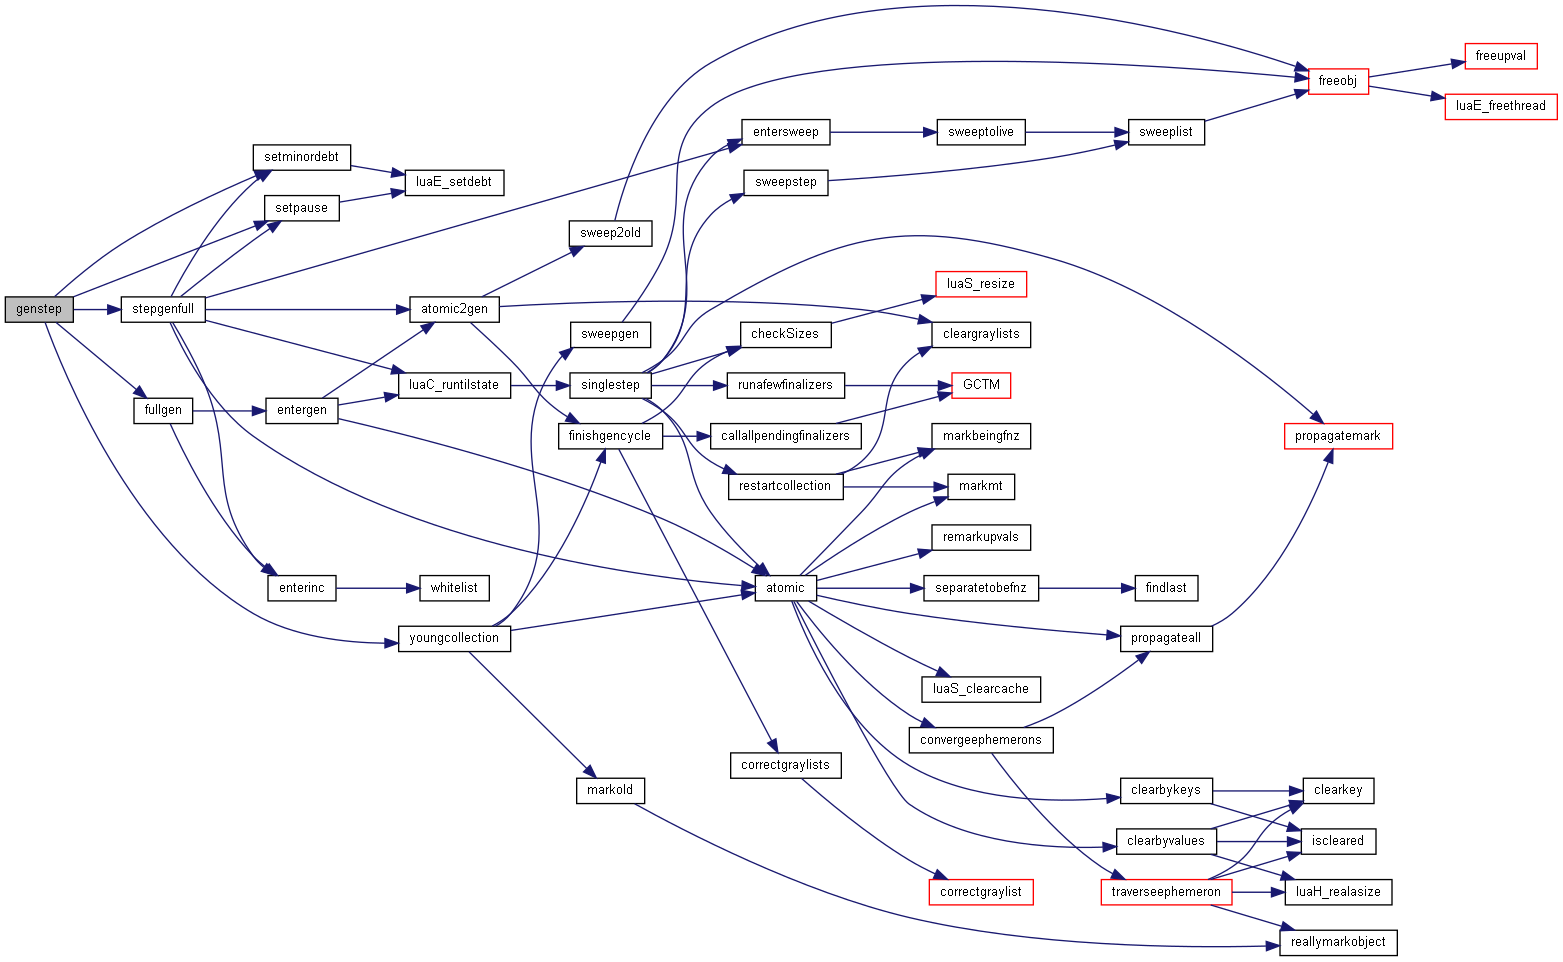 genstep
setminordebt
setpause
stepgenfull
fullgen
luaE_setdebt
atomic2gen
luaC_runtilstate
entergen
enterinc
whitelist
youngcollection
sweep2old
sweepgen
singlestep
finishgencycle
markold
entersweep
sweepstep
checkSizes
runafewfinalizers
callallpendingfinalizers
restartcollection
atomic
correctgraylists
sweeptolive
luaS_resize
cleargraylists
GCTM
markbeingfnz
markmt
remarkupvals
separatetobefnz
luaS_clearcache
convergeephemerons
correctgraylist
sweeplist
findlast
propagateall
clearbykeys
clearbyvalues
traverseephemeron
freeobj
propagatemark
clearkey
iscleared
luaH_realasize
reallymarkobject
freeupval
luaE_freethread